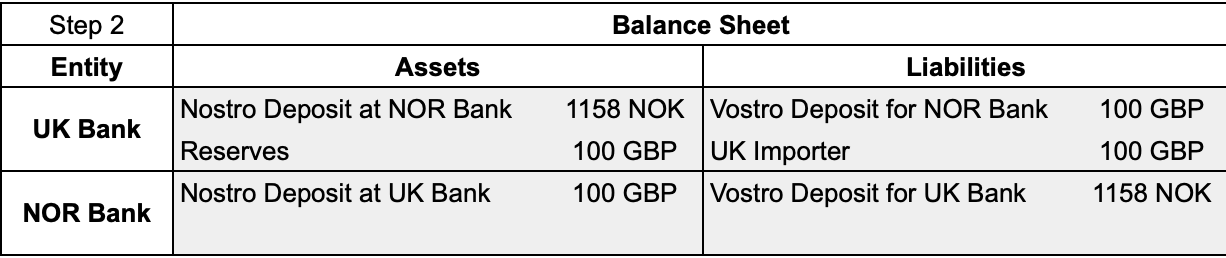 Step 2 Balance Sheet
Entity Assets Liabilities
UK Bank
Nostro Deposit at NOR Bank 1158 NOK Vostro Deposit for NOR Bank 100 GBP
Reserves 100 GBP UK Importer 100 GBP
NOR Bank
Nostro Deposit at UK Bank 100 GBP Vostro Deposit for UK Bank 1158 NOK